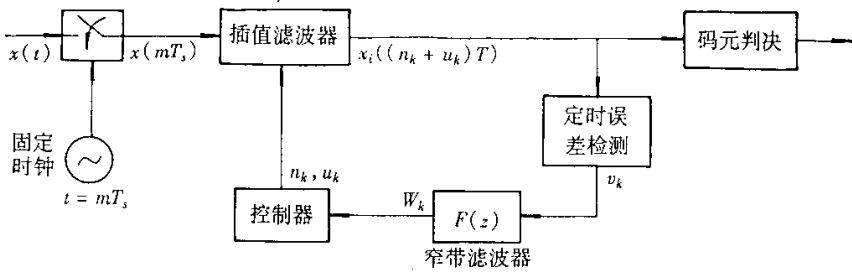 x(t)
x(mTₛ)
插值滤波器
xᵢ((nₖ + uₖ)T)
码元判决
固定
时钟
t = mTₛ
定时误
差检测
nₖ, uₖ
vₖ
控制器
Wₖ
F(z)
窄带滤波器